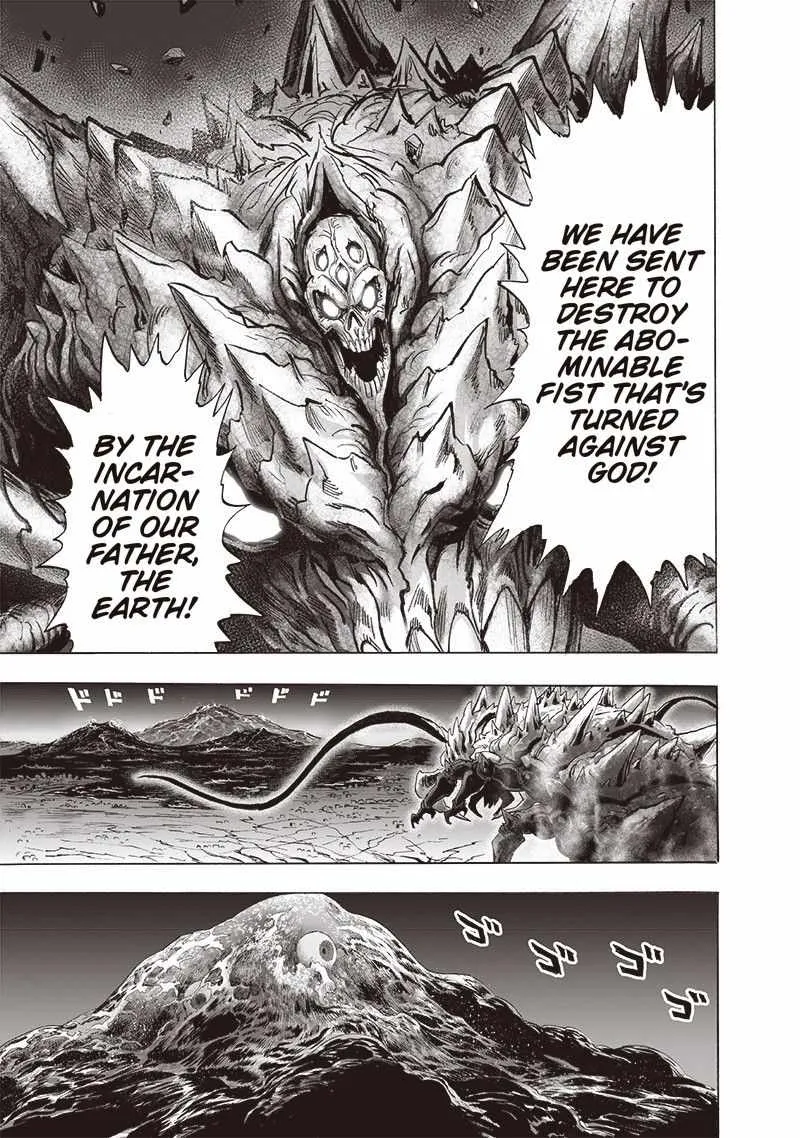 WE HAVE
BEEN SENT
HERE TO
DESTROY
THE ABO-
MINABLE
FIST THAT'S
TURNED
AGAINST
GOD!
BY THE
INCAR-
NATION
OF OUR
FATHER,
THE
EARTH!
ドドド ドド
ゴゴゴゴ